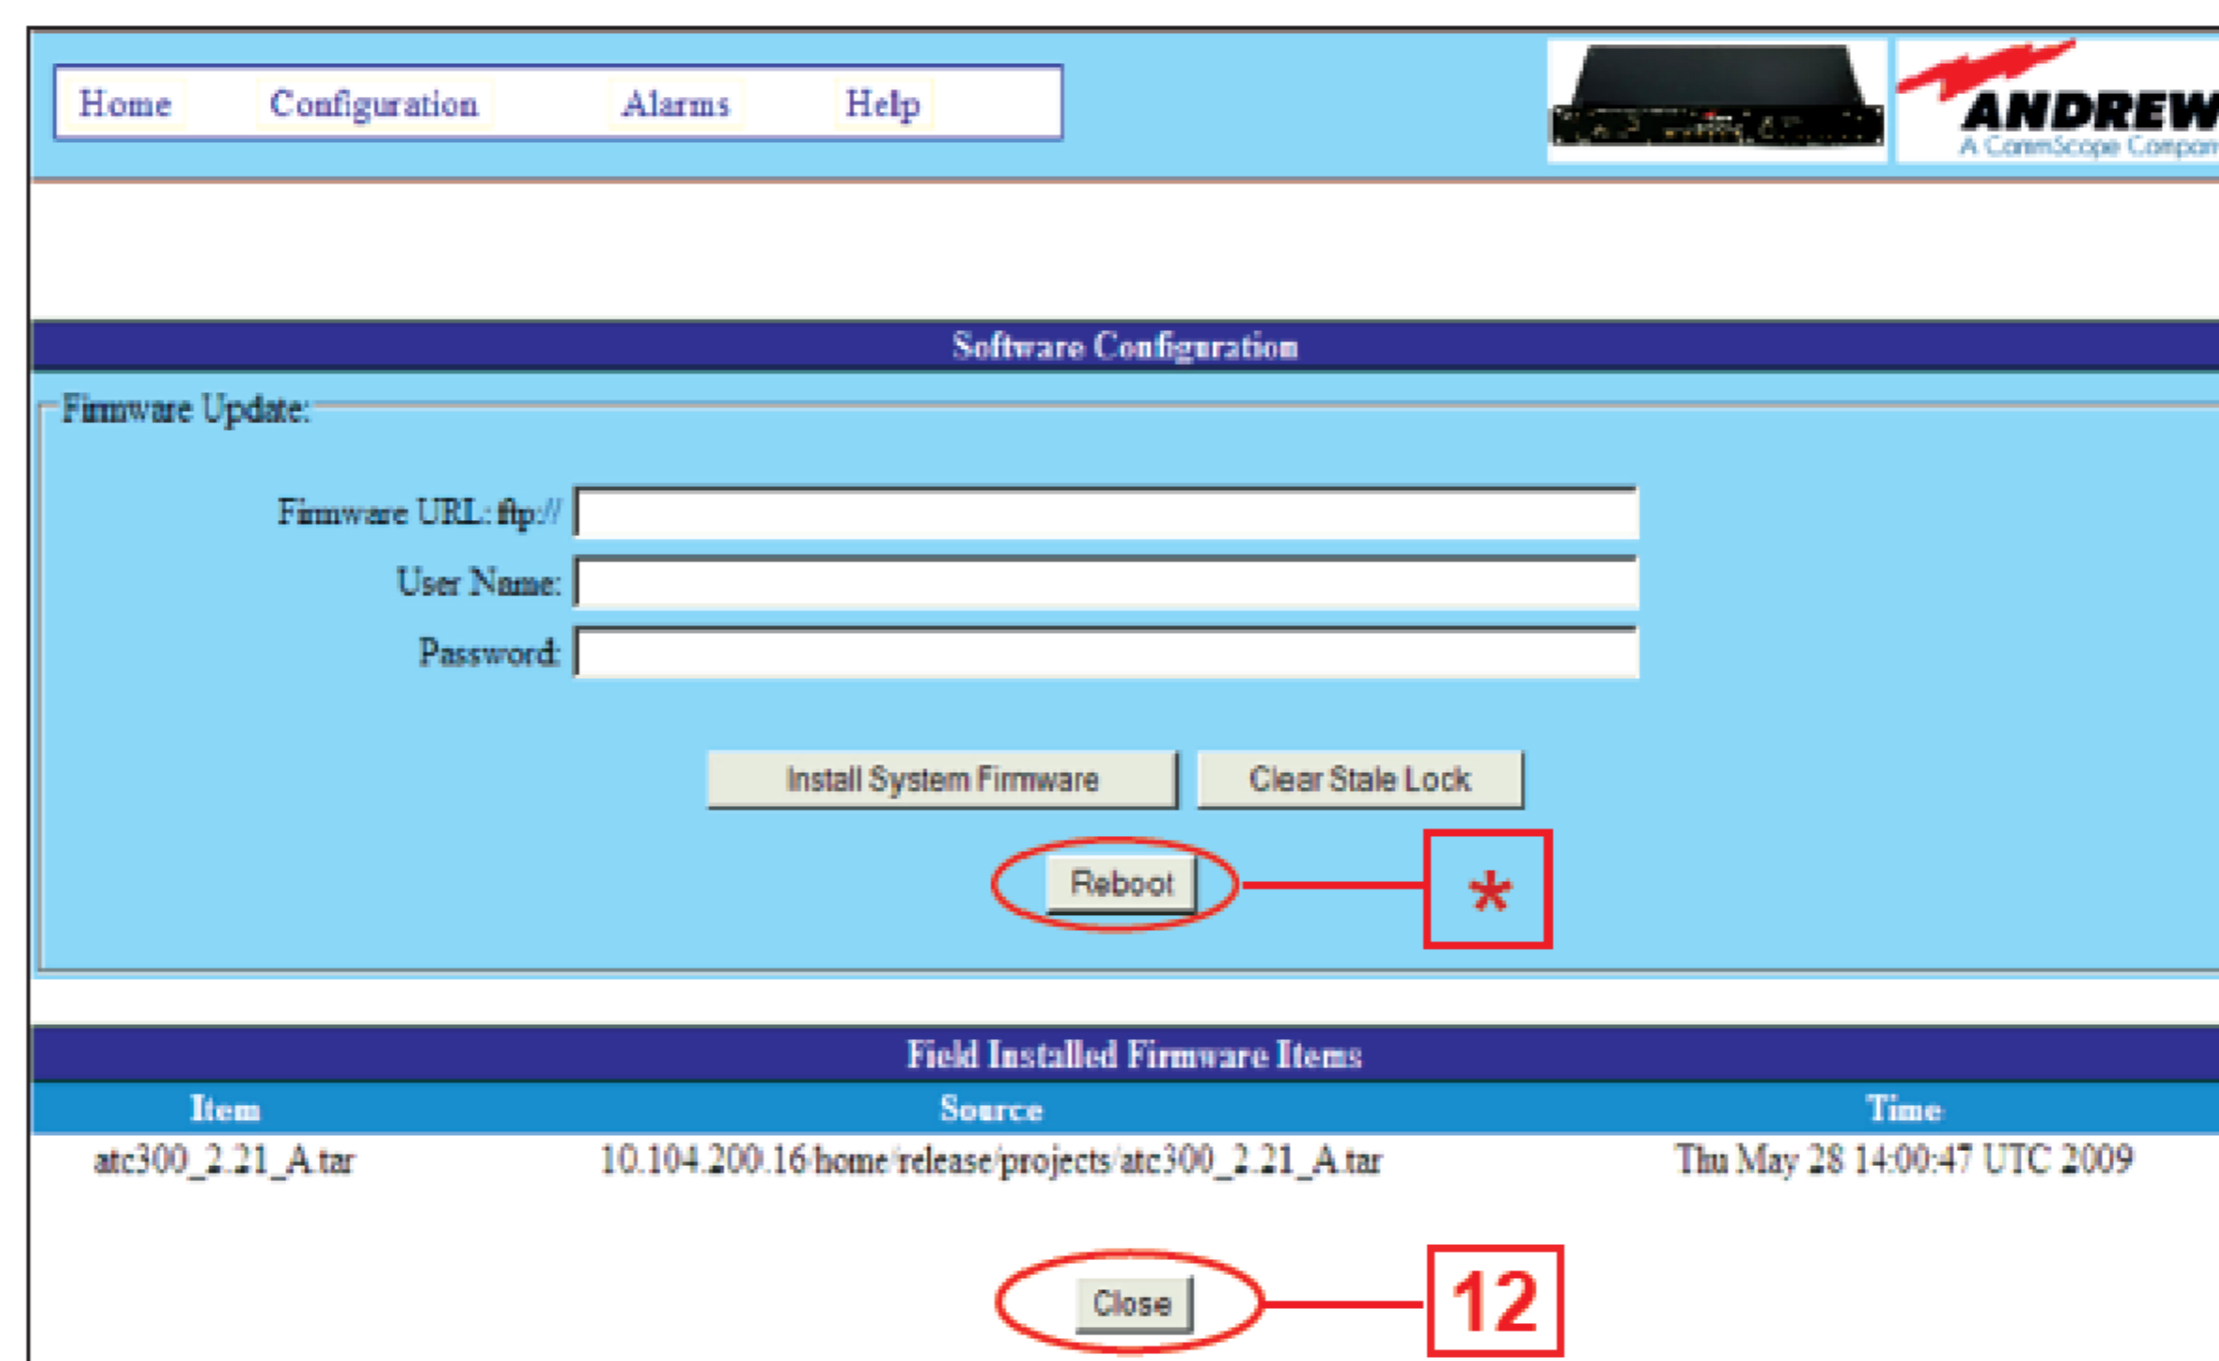 Home Configuration Alarms Help
ANDREW
A CommScope
Software Configuration
Firmware Update:
Firmware URL: ftp://
User Name:
Password:
Install System Firmware Clear Stale Lock
Reboot *
Field Installed Firmware Items
Item Source Time
atc300_2.21_A.tar 10.104.200.16/home/release/projects/atc300_2.21_A.tar Thu May 28 14:00:47 UTC 2009
Close 12